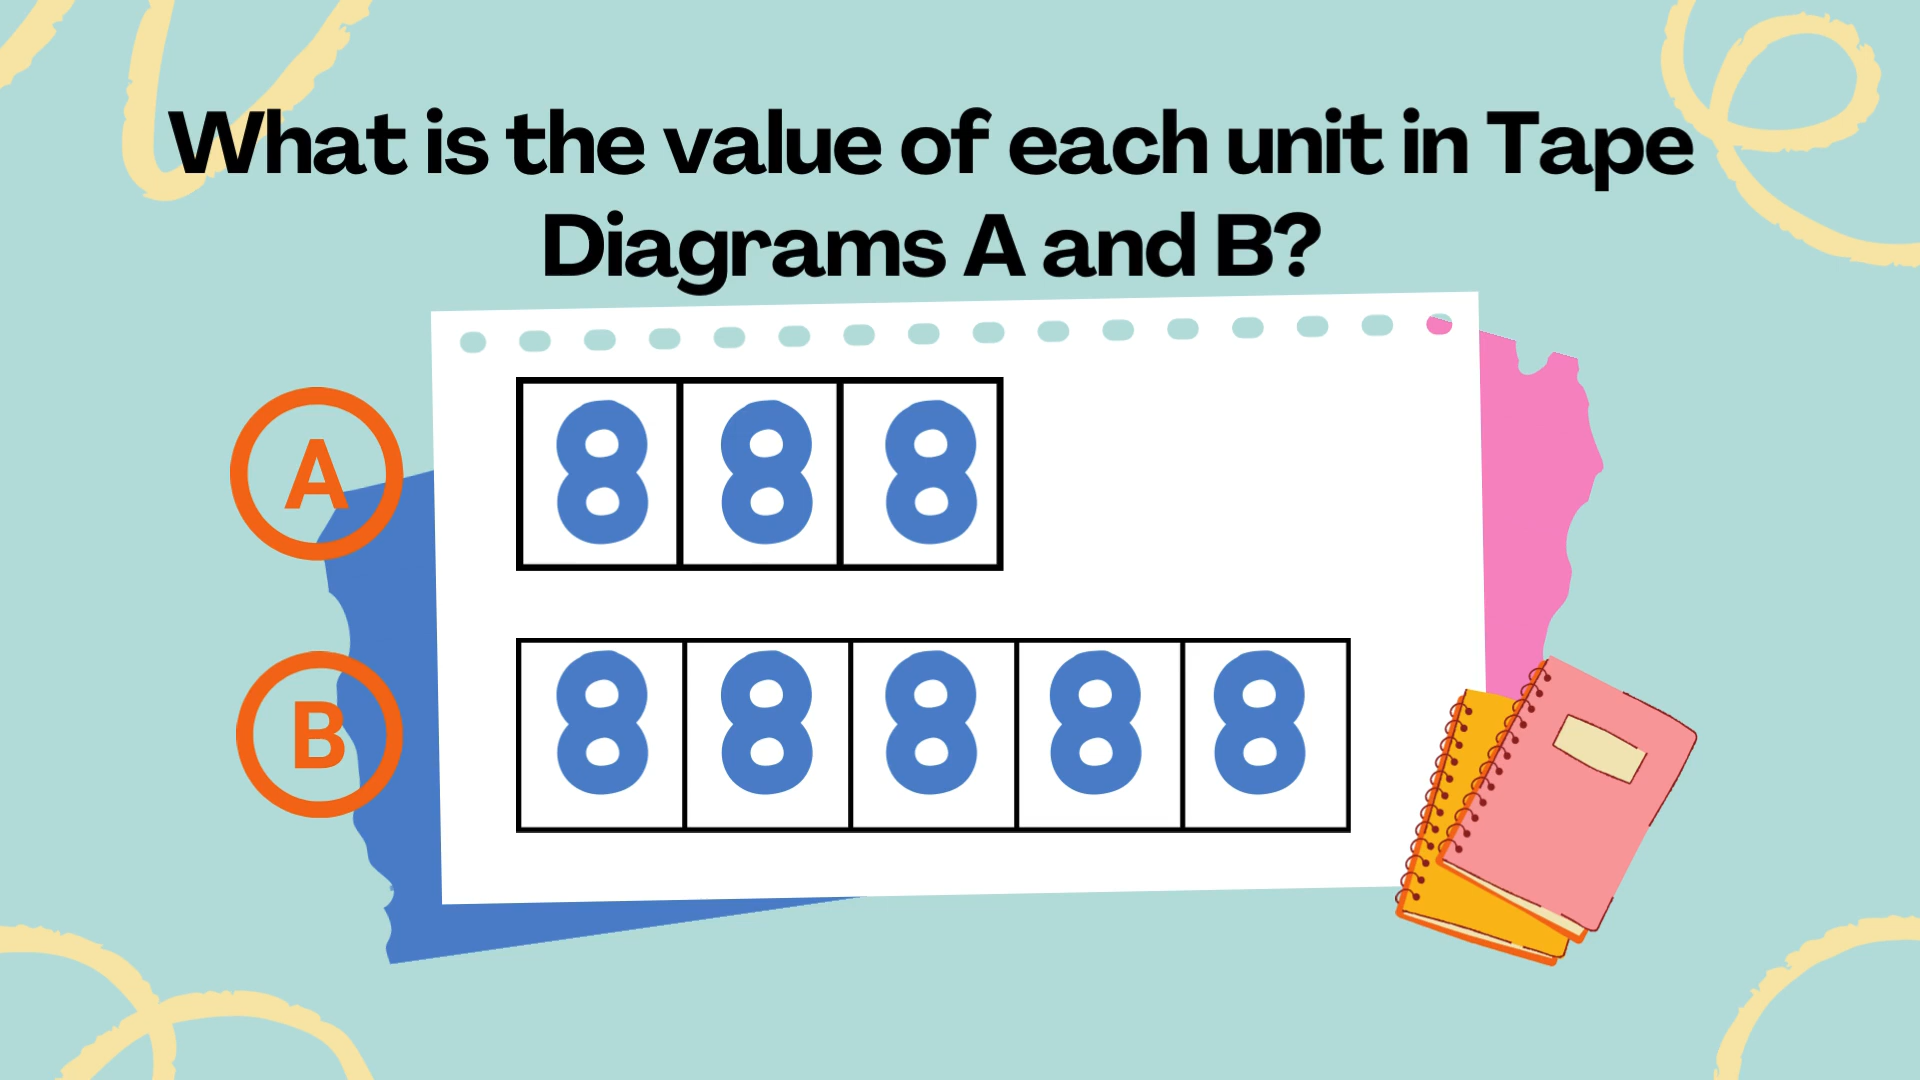 What is the value of each unit in Tape
Diagrams A and B?
A
8 8 8
B
8 8 8 8 8